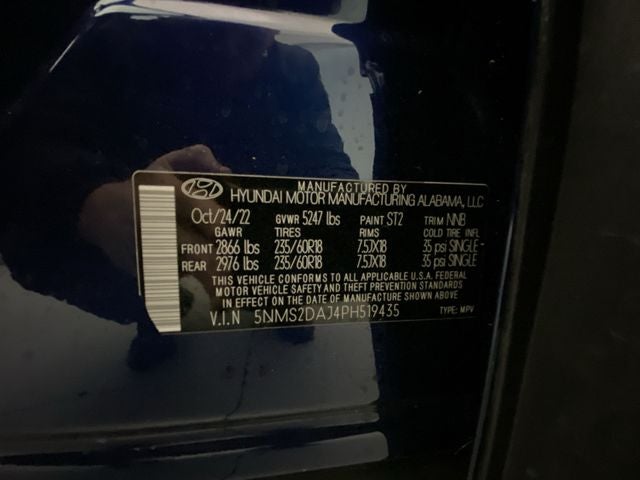 MANUFACTURED BY
HYUNDAI MOTOR MANUFACTURING ALABAMA, LLC
Oct/24/22 GVWR 5247 lbs PAINT ST2 TRIM NNB
GAWR TIRES RIMS COLD TIRE INFL
FRONT 2866 lbs 235/60R18 7.5JX18 35 psi SINGLE
REAR 2976 lbs 235/60R18 7.5JX18 35 psi SINGLE
THIS VEHICLE CONFORMS TO ALL APPLICABLE U.S.A. FEDERAL
MOTOR VEHICLE SAFETY AND THEFT PREVENTION STANDARDS
IN EFFECT ON THE DATE OF MANUFACTURE SHOWN ABOVE.
V.I.N 5NMS2DAJ4PH519435 TYPE: MPV